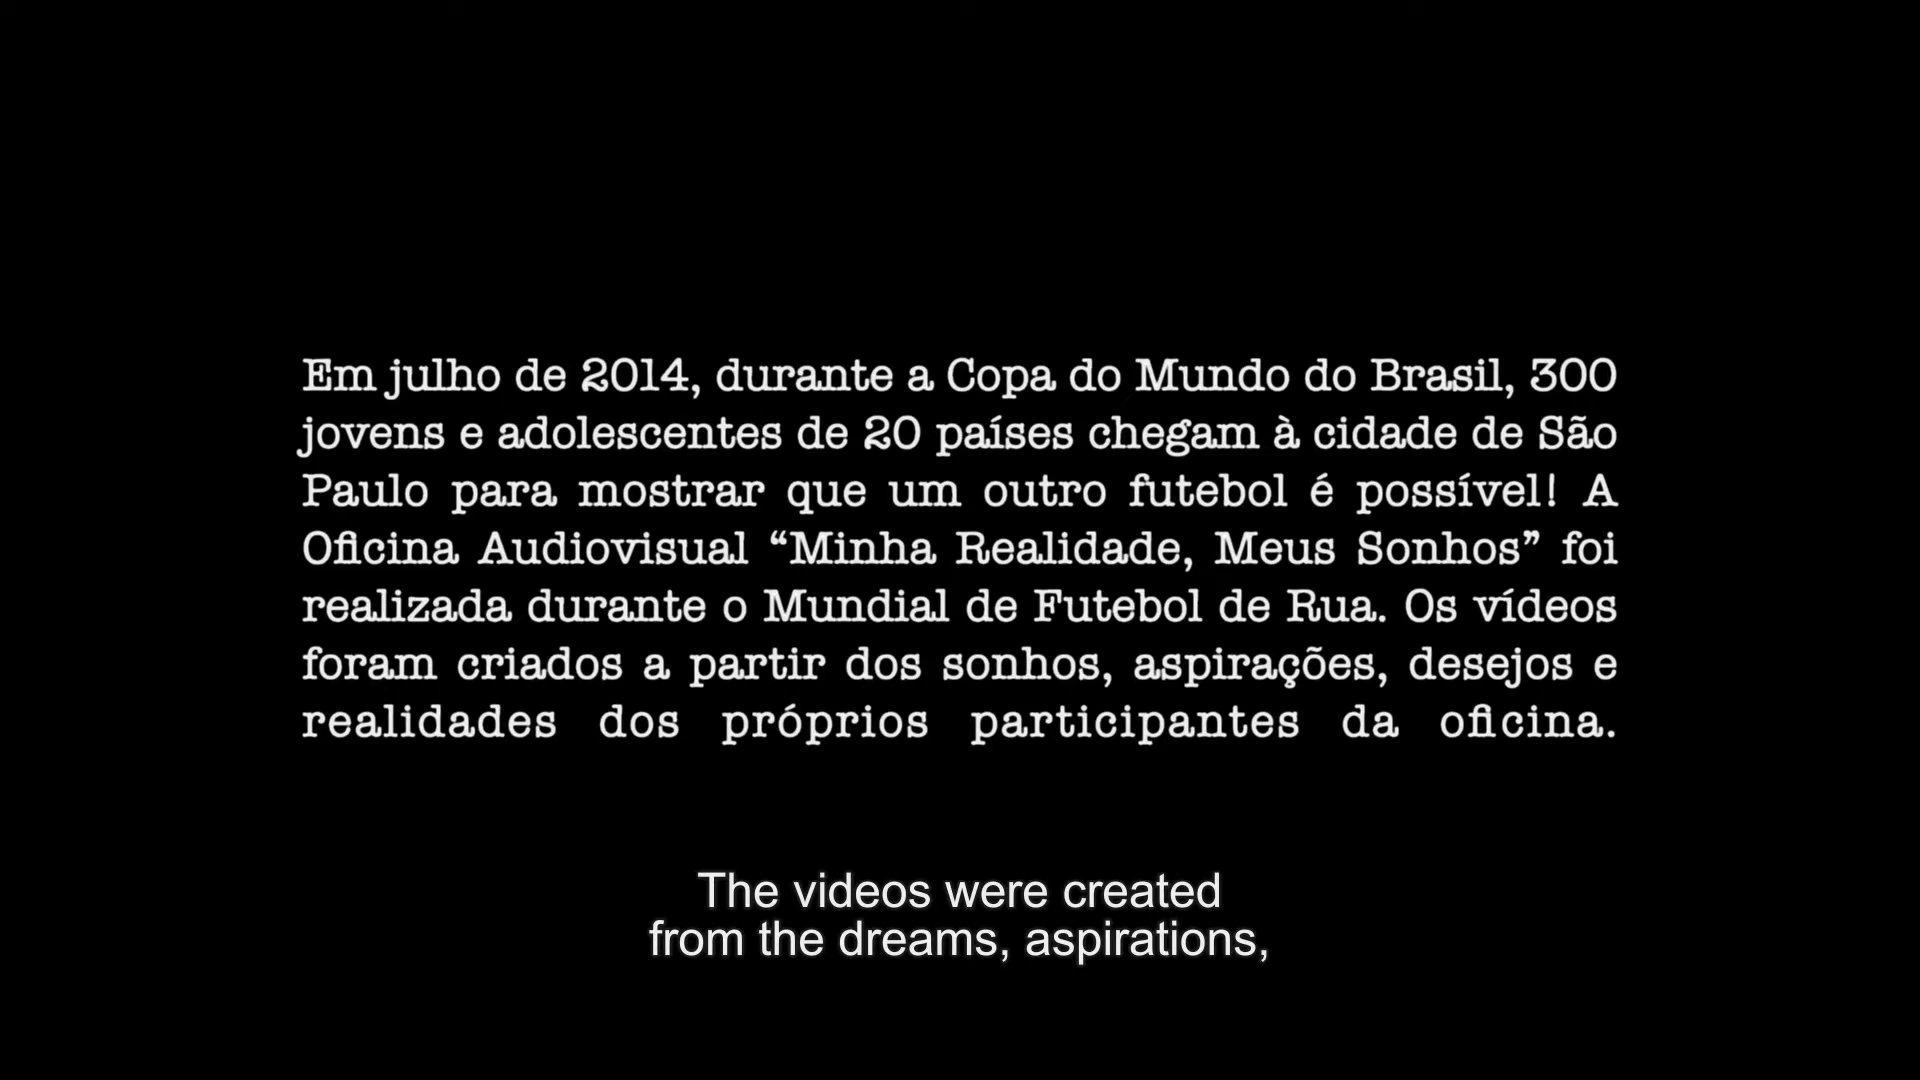 Em julho de 2014, durante a Copa do Mundo do Brasil, 300
jovens e adolescentes de 20 países chegam à cidade de São
Paulo para mostrar que um outro futebol é possível! A
Oficina Audiovisual “Minha Realidade, Meus Sonhos” foi
realizada durante o Mundial de Futebol de Rua. Os vídeos
foram criados a partir dos sonhos, aspirações, desejos e
realidades dos próprios participantes da oficina.
The videos were created
from the dreams, aspirations,